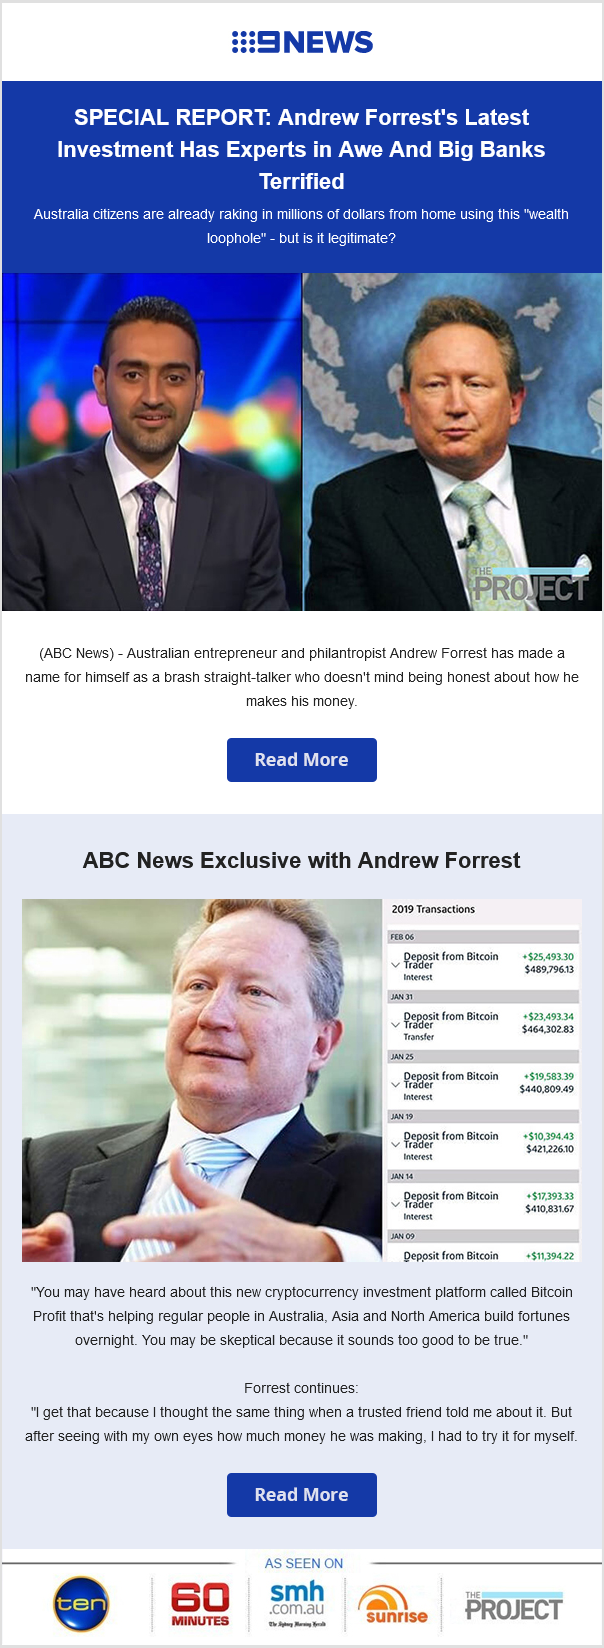 9NEWS
SPECIAL REPORT: Andrew Forrest's Latest
Investment Has Experts in Awe And Big Banks
Terrified
Australia citizens are already raking in millions of dollars from home using this "wealth
loophole" - but is it legitimate?
THE
PROJECT
(ABC News) - Australian entrepreneur and philantropist Andrew Forrest has made a
name for himself as a brash straight-talker who doesn't mind being honest about how he
makes his money.
Read More
ABC News Exclusive with Andrew Forrest
2019 Transactions
FEB 06
Deposit from Bitcoin +$25,493.30
Trader $489,796.13
Interest
JAN 31
Deposit from Bitcoin +$23,493.34
Trader $464,302.83
Transfer
JAN 25
Deposit from Bitcoin +$19,583.39
Trader $440,809.49
Interest
JAN 19
Deposit from Bitcoin +$10,394.43
Trader $421,226.10
Interest
JAN 14
Deposit from Bitcoin +$17,393.33
Trader $410,831.67
Interest
JAN 09
Deposit from Bitcoin +$11,394.22
"You may have heard about this new cryptocurrency investment platform called Bitcoin
Profit that's helping regular people in Australia, Asia and North America build fortunes
overnight. You may be skeptical because it sounds too good to be true."
Forrest continues:
"I get that because I thought the same thing when a trusted friend told me about it. But
after seeing with my own eyes how much money he was making, I had to try it for myself.
Read More
AS SEEN ON
ten
60
MINUTES
smh
.com.au
The Sydney Morning Herald
sunrise
THE
PROJECT